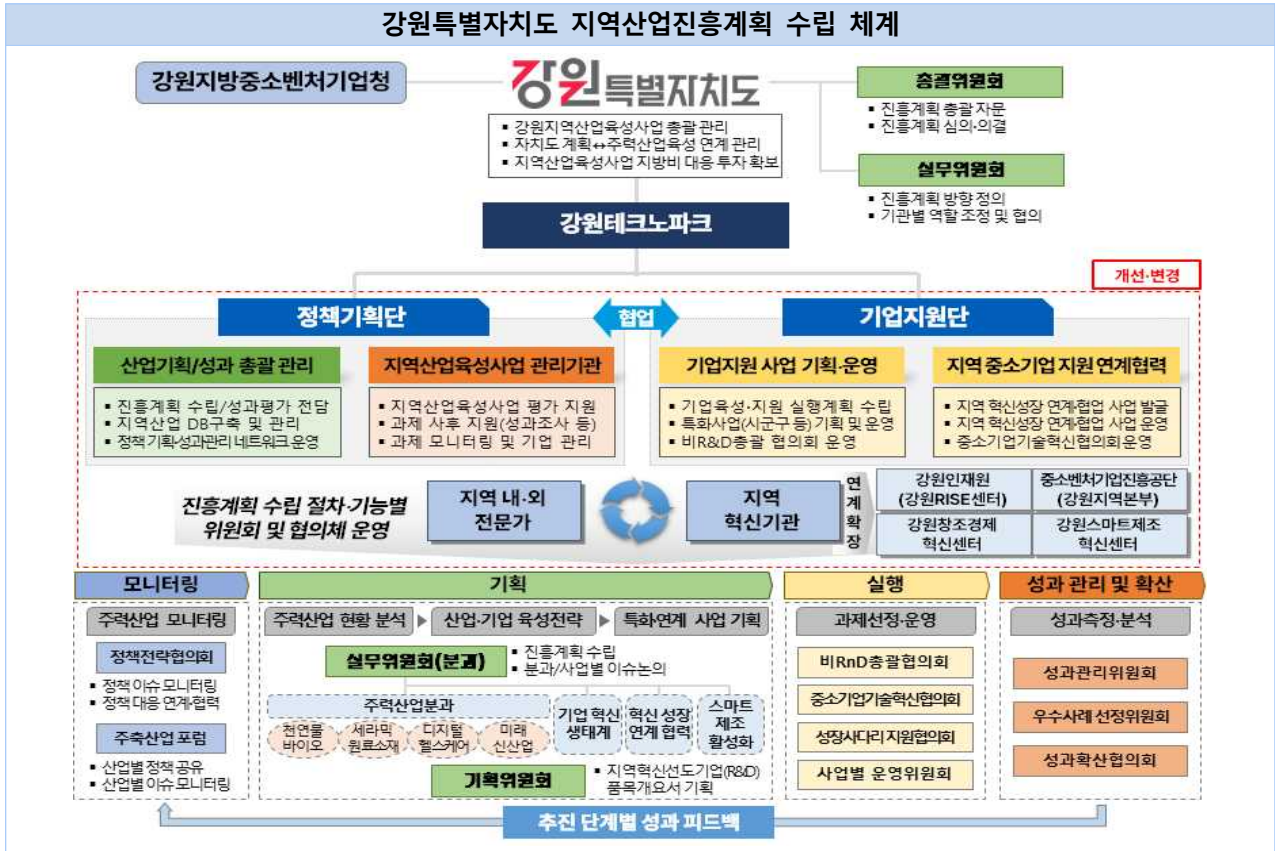 강원특별자치도 지역산업진흥계획 수립 체계
강원지방중소벤처기업청
강원특별자치도
▪ 강원지역산업육성사업 총괄 관리
▪ 자치도 계획↔주력산업육성 연계 관리
▪ 지역산업육성사업 지방비 대응 투자 확보
총괄위원회
▪ 진흥계획 총괄 자문
▪ 진흥계획 심의·의결
실무위원회
▪ 진흥계획 방향 정의
▪ 기관별 역할 조정 및 협의
강원테크노파크
개선·변경
정책기획단
협업
기업지원단
산업기획/성과 총괄 관리
▪ 진흥계획 수립/성과평가 전담
▪ 지역산업 DB구축 및 관리
▪ 정책기획·성과관리 네트워크 운영
지역산업육성사업 관리기관
▪ 지역산업육성사업 평가 지원
▪ 과제 사후 지원(성과조사 등)
▪ 과제 모니터링 및 기업 관리
기업지원 사업 기획·운영
▪ 기업육성·지원 실행계획 수립
▪ 특화사업(시군구 등) 기획 및 운영
▪ 비R&D총괄 협의회 운영
지역 중소기업 지원 연계협력
▪ 지역 혁신성장 연계·협업 사업 발굴
▪ 지역 혁신성장 연계·협업 사업 운영
▪ 중소기업기술혁신협의회 운영
진흥계획 수립 절차·기능별
위원회 및 협의체 운영
지역 내·외
전문가
지역
혁신기관
연계확장
강원인재원
(강원RISE센터)
중소벤처기업진흥공단
(강원지역본부)
강원창조경제
혁신센터
강원스마트제조
혁신센터
모니터링
기획
실행
성과 관리 및 확산
주력산업 모니터링
정책전략협의회
▪ 정책 이슈 모니터링
▪ 정책 대응 연계·협력
주축산업 포럼
▪ 산업별 정책 공유
▪ 산업별 이슈 모니터링
주력산업 현황 분석
산업·기업 육성전략
특화연계 사업 기획
실무위원회(분과)
▪ 진흥계획 수립
▪ 분과/사업별 이슈논의
주력산업분과
천연물
바이오
세라믹
원료소재
디지털
헬스케어
미래
신산업
기업 혁신
생태계
혁신 성장
연계 협력
스마트
제조
활성화
기획위원회
▪ 지역혁신선도기업(R&D)
품목개요서 기획
과제선정·운영
비RnD총괄협의회
중소기업기술혁신협의회
성장사다리 지원협의회
사업별 운영위원회
성과측정·분석
성과관리위원회
우수사례 선정위원회
성과확산협의회
추진 단계별 성과 피드백